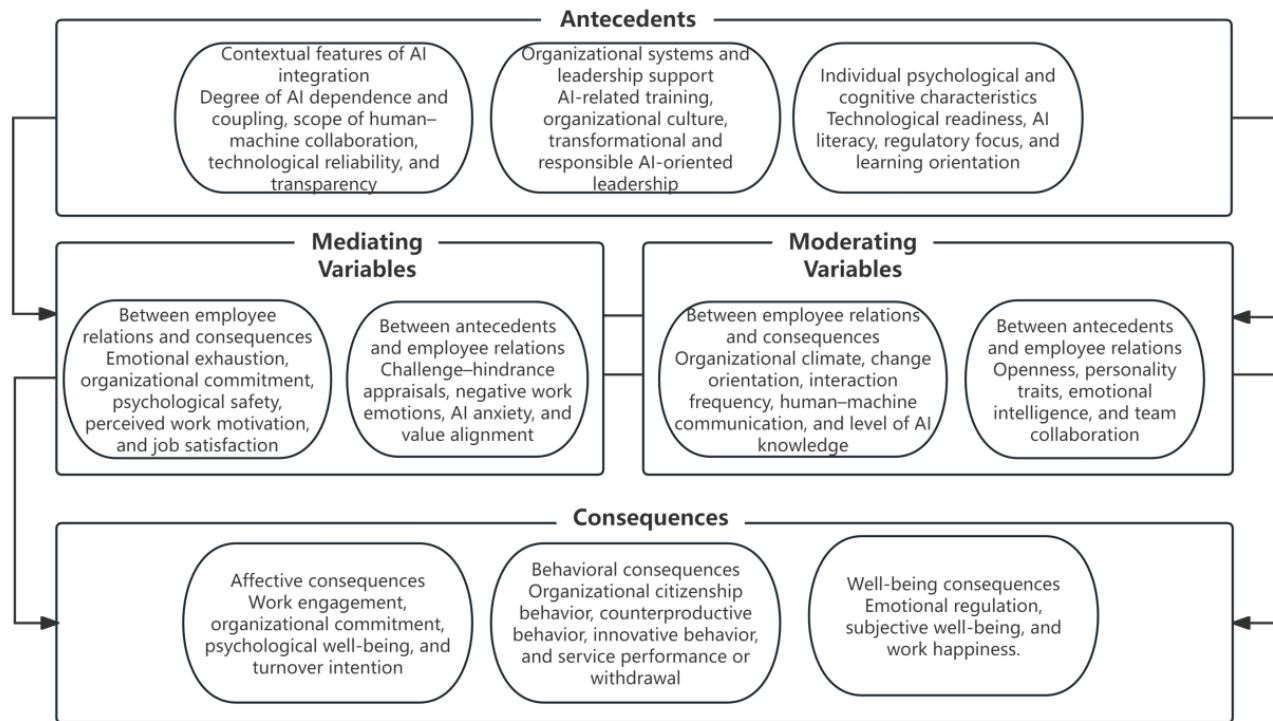 Antecedents
Contextual features of AI
integration
Degree of AI dependence and
coupling, scope of human–
machine collaboration,
technological reliability, and
transparency
Organizational systems and
leadership support
AI-related training,
organizational culture,
transformational and
responsible AI-oriented
leadership
Individual psychological and
cognitive characteristics
Technological readiness, AI
literacy, regulatory focus, and
learning orientation
Mediating
Variables
Between employee
relations and consequences
Emotional exhaustion,
organizational commitment,
psychological safety,
perceived work motivation,
and job satisfaction
Between antecedents
and employee relations
Challenge–hindrance
appraisals, negative work
emotions, AI anxiety, and
value alignment
Moderating
Variables
Between employee relations
and consequences
Organizational climate, change
orientation, interaction
frequency, human–machine
communication, and level of AI
knowledge
Between antecedents
and employee relations
Openness, personality
traits, emotional
intelligence, and team
collaboration
Consequences
Affective consequences
Work engagement,
organizational commitment,
psychological well-being, and
turnover intention
Behavioral consequences
Organizational citizenship
behavior, counterproductive
behavior, innovative behavior,
and service performance or
withdrawal
Well-being consequences
Emotional regulation,
subjective well-being, and
work happiness.